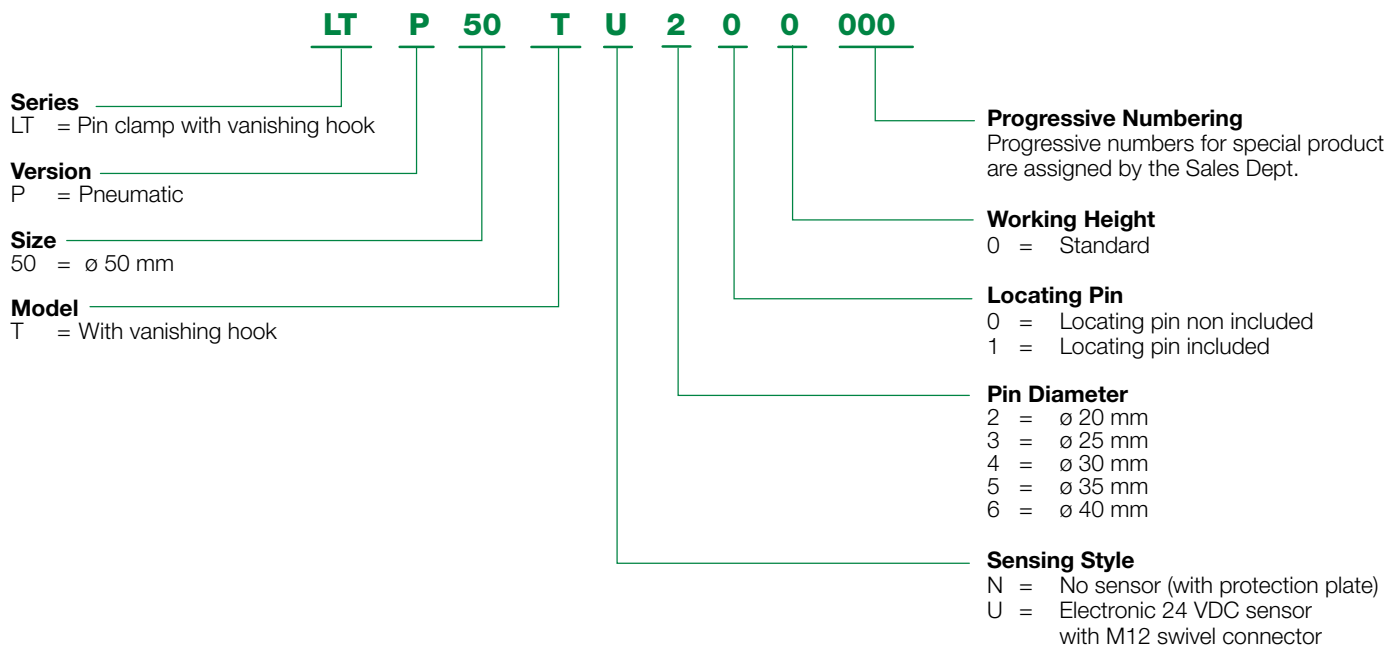 LT P 50 T U 2 0 0 000
Series
LT = Pin clamp with vanishing hook
Version
P = Pneumatic
Size
50 = ø 50 mm
Model
T = With vanishing hook
Progressive Numbering
Progressive numbers for special product
are assigned by the Sales Dept.
Working Height
0 = Standard
Locating Pin
0 = Locating pin non included
1 = Locating pin included
Pin Diameter
2 = ø 20 mm
3 = ø 25 mm
4 = ø 30 mm
5 = ø 35 mm
6 = ø 40 mm
Sensing Style
N = No sensor (with protection plate)
U = Electronic 24 VDC sensor
with M12 swivel connector